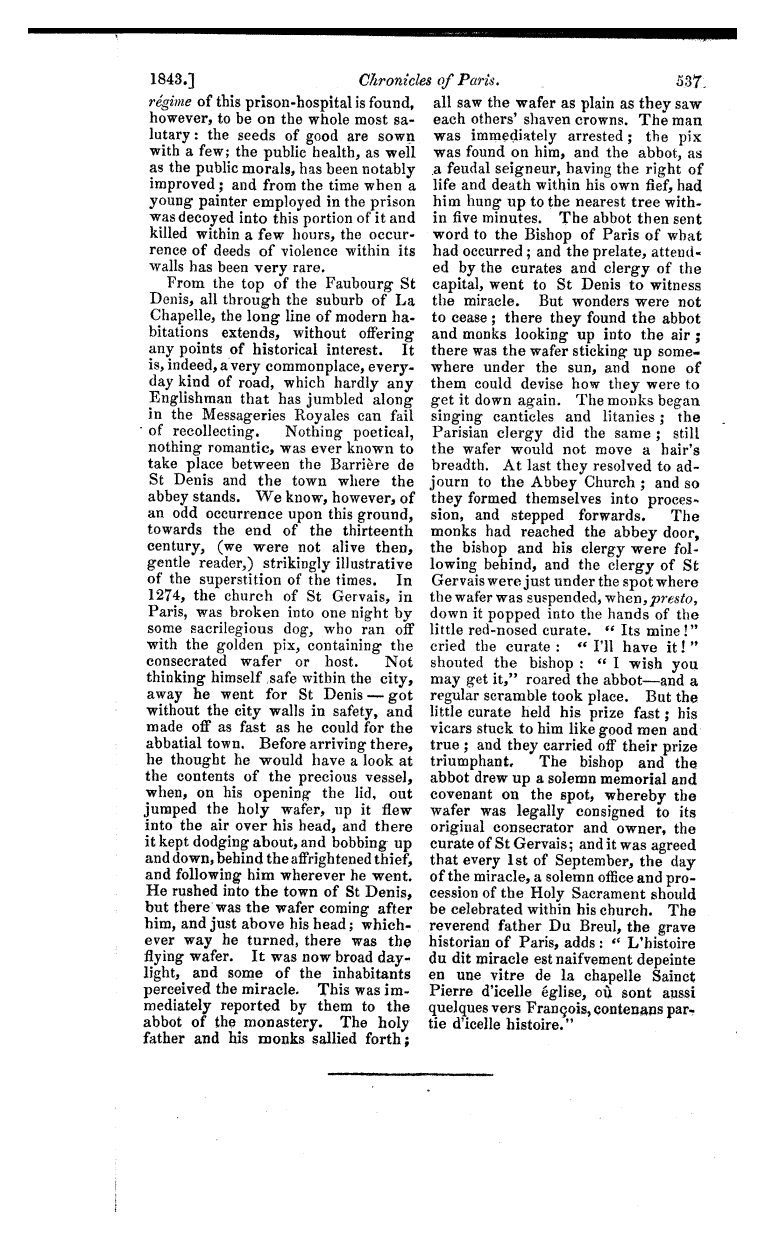 1843.] Chronicles of Paris. 537
régime of this prison-hospital is found,
however, to be on the whole most sa-
lutary: the seeds of good are sown
with a few; the public health, as well
as the public morals, has been notably
improved; and from the time when a
young painter employed in the prison
was decoyed into this portion of it and
killed within a few hours, the occur-
rence of deeds of violence within its
walls has been very rare.
From the top of the Faubourg St
Denis, all through the suburb of La
Chapelle, the long line of modern ha-
bitations extends, without offering
any points of historical interest. It
is, indeed, a very commonplace, every-
day kind of road, which hardly any
Englishman that has jumbled along
in the Messageries Royales can fail
of recollecting. Nothing poetical,
nothing romantic, was ever known to
take place between the Barrière de
St Denis and the town where the
abbey stands. We know, however, of
an odd occurrence upon this ground,
towards the end of the thirteenth
century, (we were not alive then,
gentle reader,) strikingly illustrative
of the superstition of the times. In
1274, the church of St Gervais, in
Paris, was broken into one night by
some sacrilegious dog, who ran off
with the golden pix, containing the
consecrated wafer or host. Not
thinking himself safe within the city,
away he went for St Denis — got
without the city walls in safety, and
made off as fast as he could for the
abbatial town. Before arriving there,
he thought he would have a look at
the contents of the precious vessel,
when, on his opening the lid, out
jumped the holy wafer, up it flew
into the air over his head, and there
it kept dodging about, and bobbing up
and down, behind the affrightened thief,
and following him wherever he went.
He rushed into the town of St Denis,
but there was the wafer coming after
him, and just above his head; which-
ever way he turned, there was the
flying wafer. It was now broad day-
light, and some of the inhabitants
perceived the miracle. This was im-
mediately reported by them to the
abbot of the monastery. The holy
father and his monks sallied forth;
all saw the wafer as plain as they saw
each others' shaven crowns. The man
was immediately arrested; the pix
was found on him, and the abbot, as
a feudal seigneur, having the right of
life and death within his own fief, had
him hung up to the nearest tree with-
in five minutes. The abbot then sent
word to the Bishop of Paris of what
had occurred; and the prelate, attend-
ed by the curates and clergy of the
capital, went to St Denis to witness
the miracle. But wonders were not
to cease; there they found the abbot
and monks looking up into the air;
there was the wafer sticking up some-
where under the sun, and none of
them could devise how they were to
get it down again. The monks began
singing canticles and litanies; the
Parisian clergy did the same; still
the wafer would not move a hair's
breadth. At last they resolved to ad-
journ to the Abbey Church; and so
they formed themselves into proces-
sion, and stepped forwards. The
monks had reached the abbey door,
the bishop and his clergy were fol-
lowing behind, and the clergy of St
Gervais were just under the spot where
the wafer was suspended, when, presto,
down it popped into the hands of the
little red-nosed curate. "Its mine!"
cried the curate: "I'll have it!"
shouted the bishop: "I wish you
may get it," roared the abbot—and a
regular scramble took place. But the
little curate held his prize fast; his
vicars stuck to him like good men and
true; and they carried off their prize
triumphant. The bishop and the
abbot drew up a solemn memorial and
covenant on the spot, whereby the
wafer was legally consigned to its
original consecrator and owner, the
curate of St Gervais; and it was agreed
that every 1st of September, the day
of the miracle, a solemn office and pro-
cession of the Holy Sacrament should
be celebrated within his church. The
reverend father Du Breul, the grave
historian of Paris, adds: "L'histoire
du dit miracle est naifvement depeinte
en une vitre de la chapelle Sainct
Pierre d'icelle église, où sont aussi
quelques vers François, contenans par-
tie d'icelle histoire."